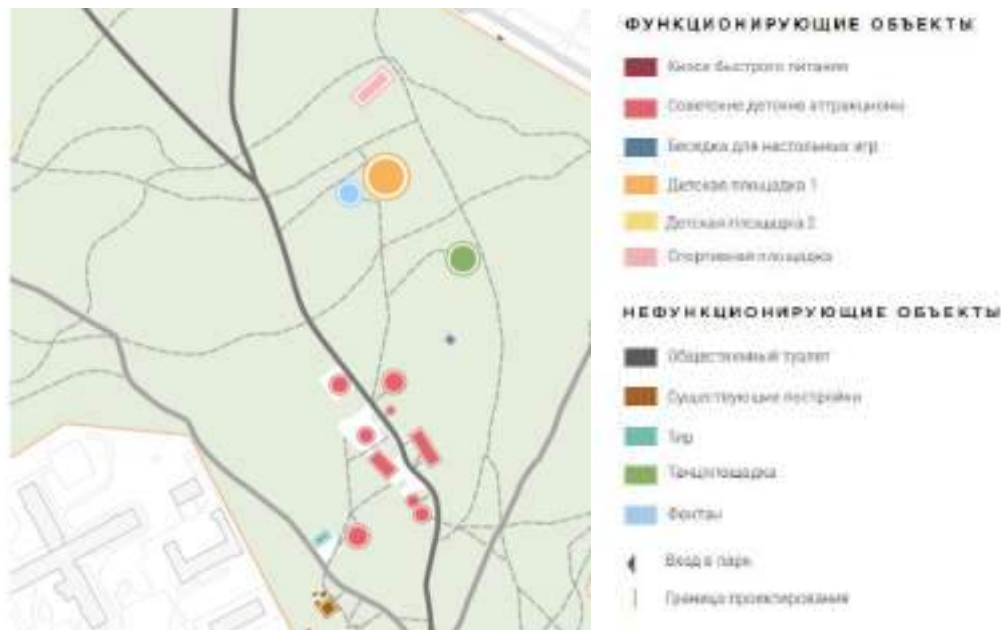 ФУНКЦИОНИРУЮЩИЕ ОБЪЕКТЫ
Киоск быстрого питания
Советские детские аттракционы
Беседка для настольных игр
Детская площадка 1
Детская площадка 2
Спортивная площадка
НЕФУНКЦИОНИРУЮЩИЕ ОБЪЕКТЫ
Общественный туалет
Существующие постройки
Тир
Танцплощадка
Фонтан
Вход в парк
Граница проектирования